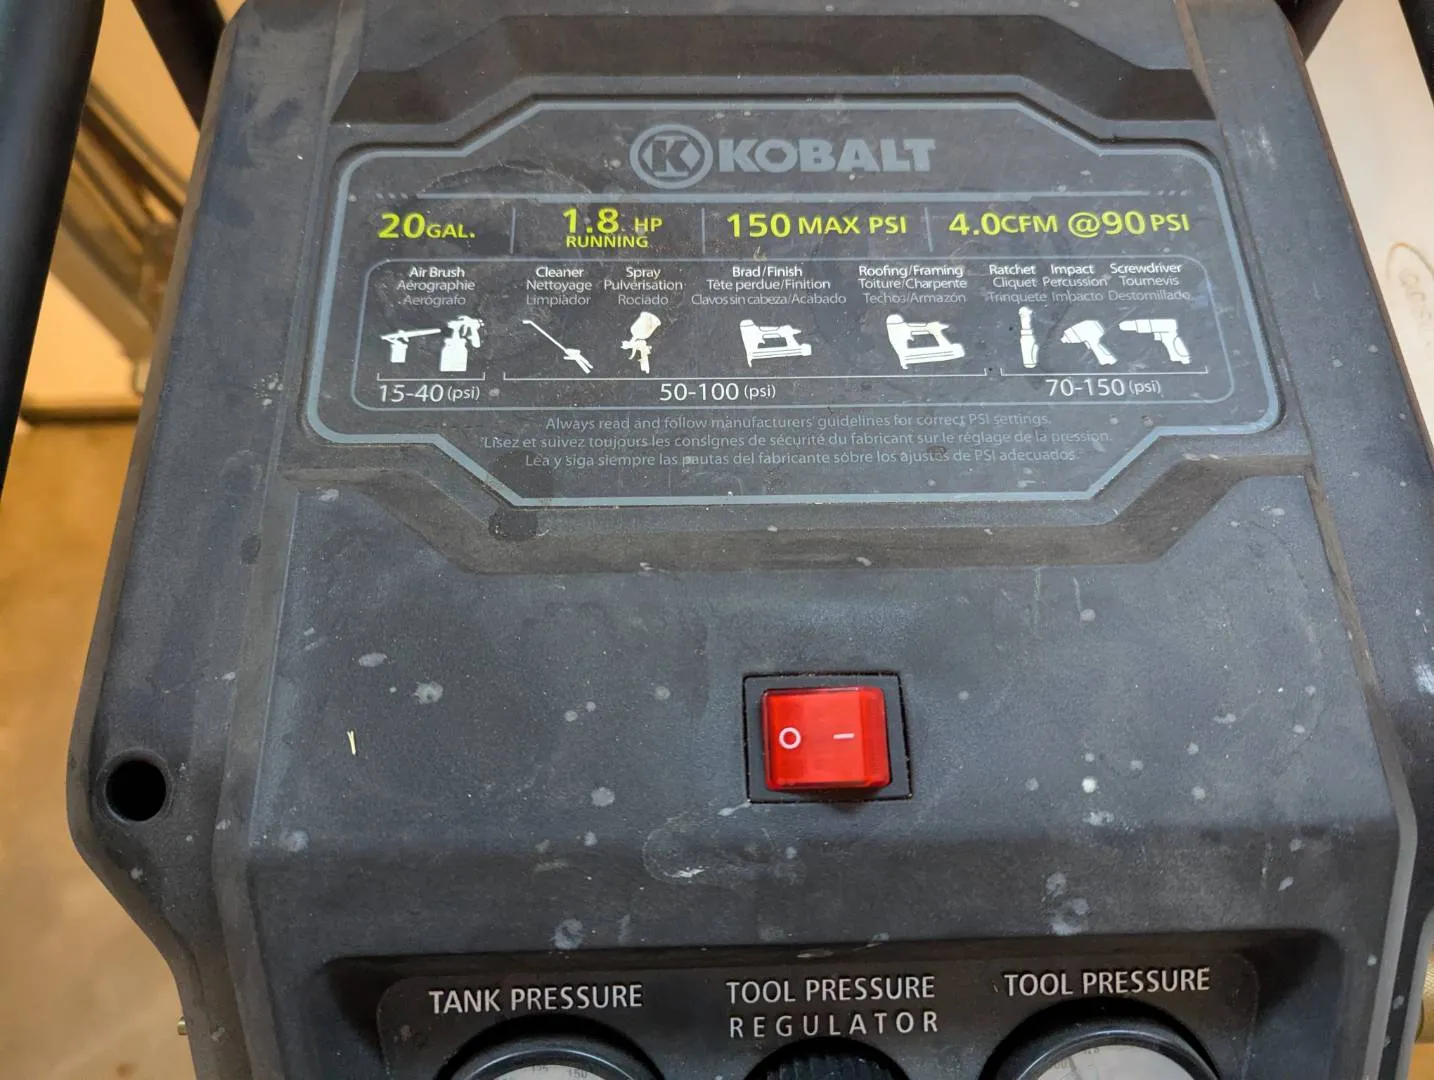 KOBALT
20GAL. 1.8 HP RUNNING 150 MAX PSI 4.0CFM @90 PSI
Air Brush Cleaner Spray Brad/Finish Roofing/Framing Ratchet Impact Screwdriver
Aérographie Nettoyage Pulvérisation Tête perdue/Finition Toiture/Charpente Cliquet Percussion Tournevis
Aerógrafo Limpiador Rociado Clavos sin cabeza/Acabado Techos/Armazón Trinquete Impacto Destornillado
15-40 (psi) 50-100 (psi) 70-150 (psi)
Always read and follow manufacturers' guidelines for correct PSI settings.
Lisez et suivez toujours les consignes de sécurité du fabricant sur le réglage de la pression.
Lea y siga siempre las pautas del fabricante sobre los ajustes de PSI adecuados.
O –
TANK PRESSURE TOOL PRESSURE TOOL PRESSURE
REGULATOR
150